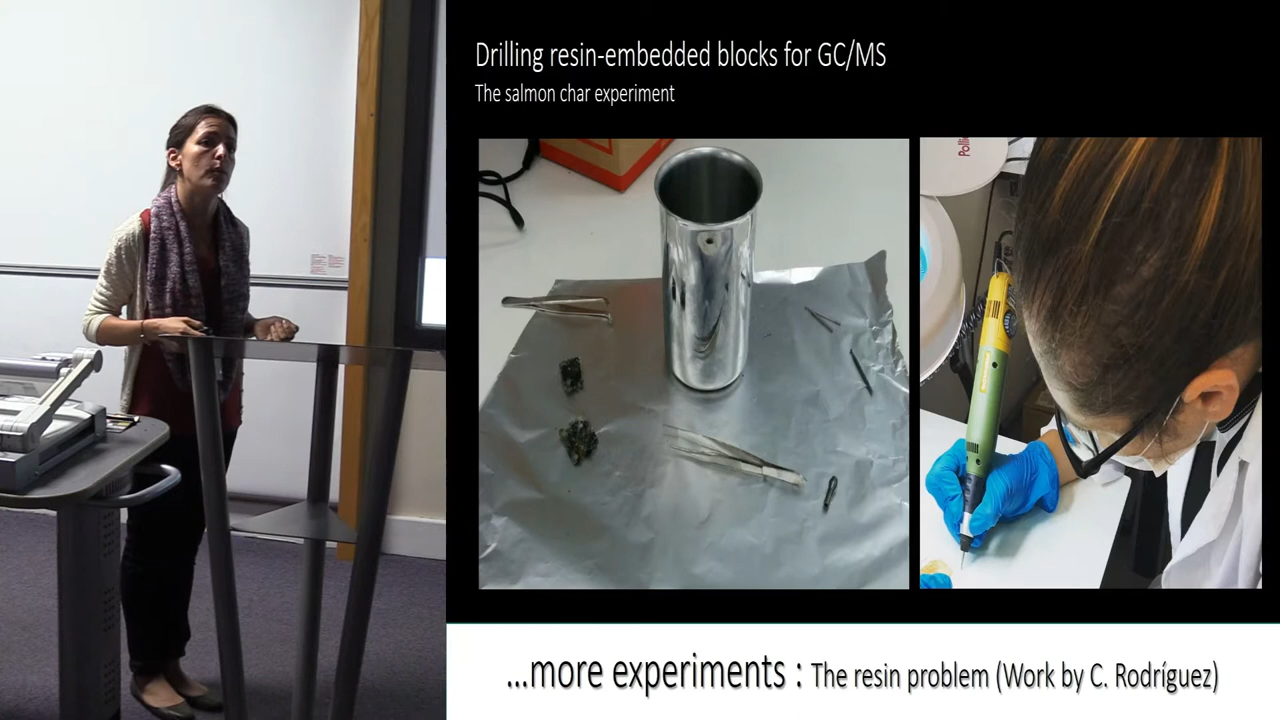 Drilling resin-embedded blocks for GC/MS
The salmon char experiment
...more experiments : The resin problem (Work by C. Rodríguez)